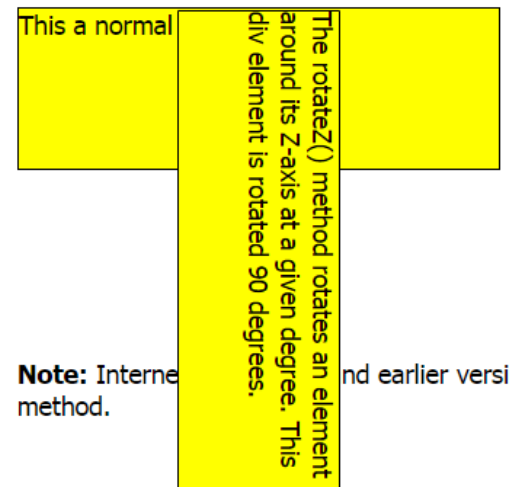 This a normal
The rotateZ() method rotates an element
around its Z-axis at a given degree. This
div element is rotated 90 degrees.
Note: Interne nd earlier versi
method.